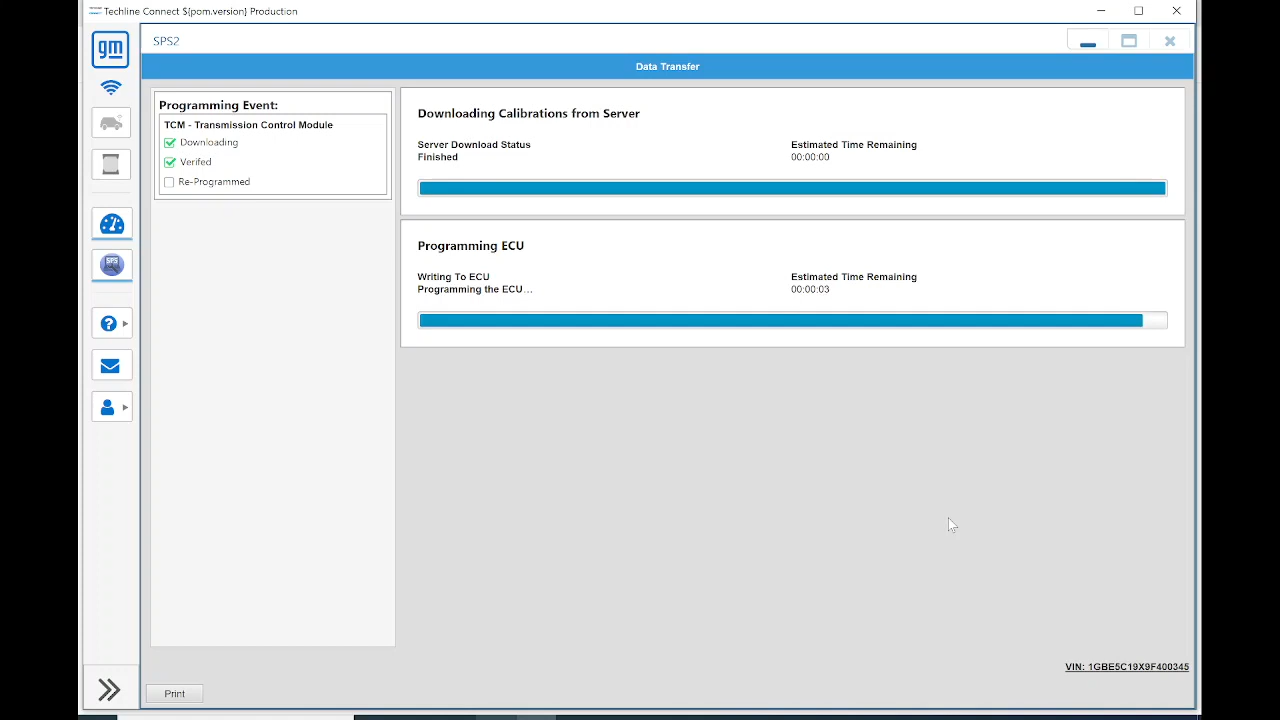 Techline Connect ${pom.version} Production
gm
SPS2
Data Transfer
Programming Event:
TCM - Transmission Control Module
Downloading
Verifed
Re-Programmed
Downloading Calibrations from Server
Server Download Status
Estimated Time Remaining
Finished
00:00:00
Programming ECU
Writing To ECU
Estimated Time Remaining
Programming the ECU...
00:00:03
SPS
?
VIN: 1GBE5C19X9F400345
Print